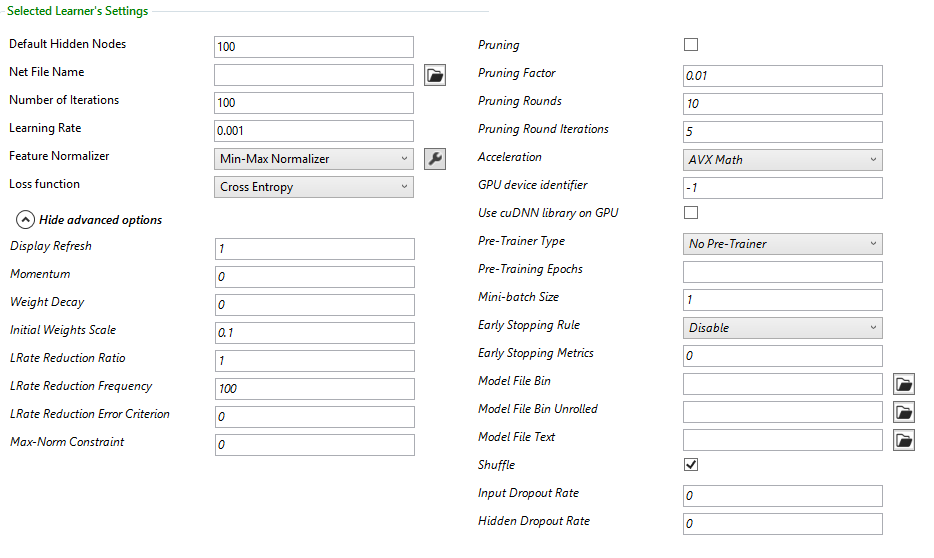 Selected Learner's Settings
Default Hidden Nodes 100
Net File Name
Number of Iterations 100
Learning Rate 0.001
Feature Normalizer Min-Max Normalizer
Loss function Cross Entropy
Hide advanced options
Display Refresh 1
Momentum 0
Weight Decay 0
Initial Weights Scale 0.1
LRate Reduction Ratio 1
LRate Reduction Frequency 100
LRate Reduction Error Criterion 0
Max-Norm Constraint 0
Pruning
Pruning Factor 0.01
Pruning Rounds 10
Pruning Round Iterations 5
Acceleration AVX Math
GPU device identifier -1
Use cuDNN library on GPU
Pre-Trainer Type No Pre-Trainer
Pre-Training Epochs
Mini-batch Size 1
Early Stopping Rule Disable
Early Stopping Metrics 0
Model File Bin
Model File Bin Unrolled
Model File Text
Shuffle
Input Dropout Rate 0
Hidden Dropout Rate 0